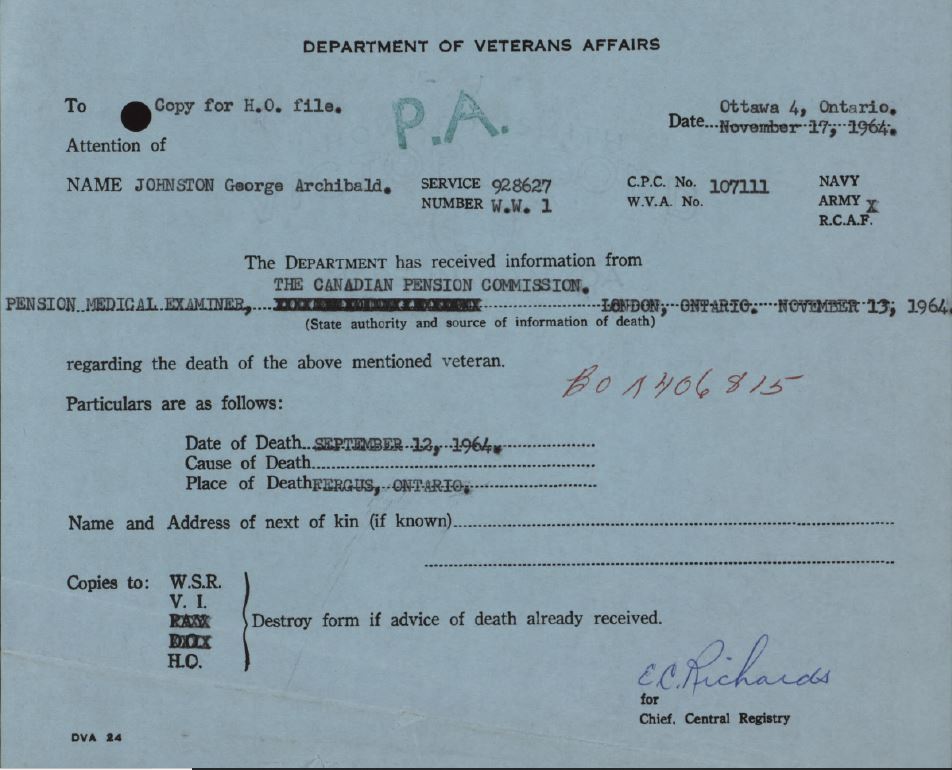 DEPARTMENT OF VETERANS AFFAIRS
To Copy for H.O. file.
P.A.
Ottawa 4, Ontario.
Date November 17, 1964.
Attention of
NAME JOHNSTON George Archibald. SERVICE 928627 C.P.C. No. 107111 NAVY
NUMBER W.W. 1 W.V.A. No. ARMY X
R.C.A.F.
The DEPARTMENT has received information from
THE CANADIAN PENSION COMMISSION.
PENSION MEDICAL EXAMINER, LONDON, ONTARIO. NOVEMBER 13, 1964.
(State authority and source of information of death)
regarding the death of the above mentioned veteran.
406815
Particulars are as follows:
Date of Death SEPTEMBER 12, 1964.
Cause of Death
Place of Death FERGUS, ONTARIO.
Name and Address of next of kin (if known)
Copies to: W.S.R.
V. I.
Destroy form if advice of death already received.
H.O.
E.C. Richards
for
Chief, Central Registry
DVA 24